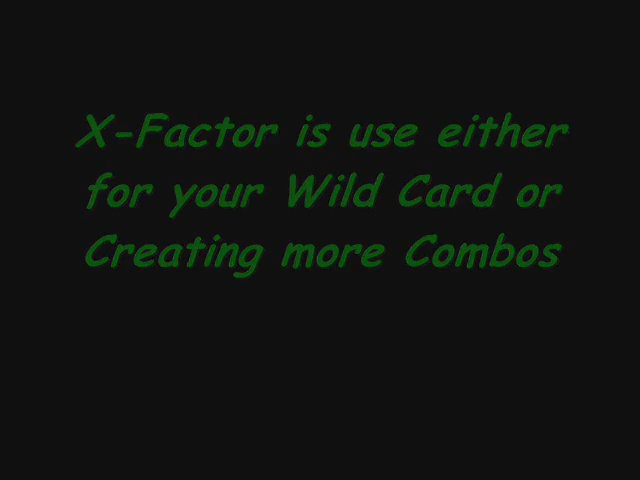 X-Factor is use either
for your Wild Card or
Creating more Combos